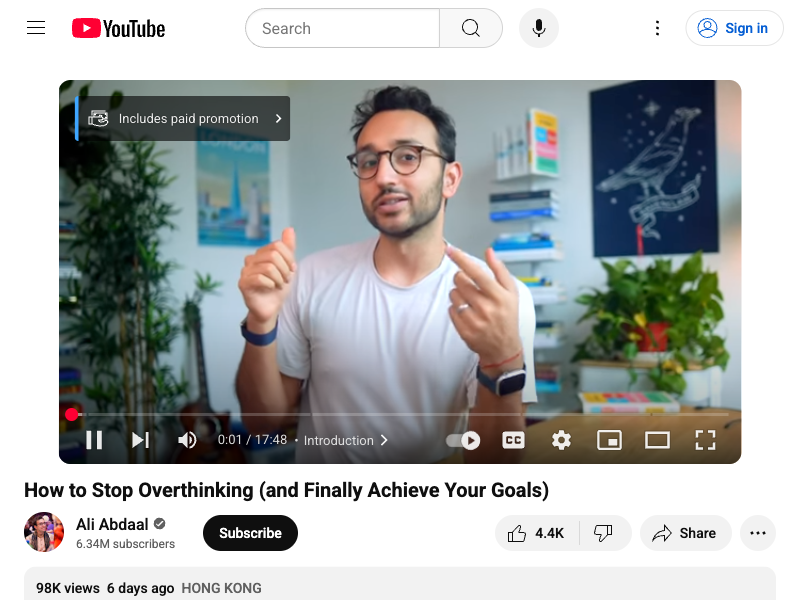 YouTube
Search
Sign in
Includes paid promotion
LONDON
0:01 / 17:48 • Introduction
CC
How to Stop Overthinking (and Finally Achieve Your Goals)
Ali Abdaal
6.34M subscribers
Subscribe
4.4K
Share
98K views 6 days ago HONG KONG